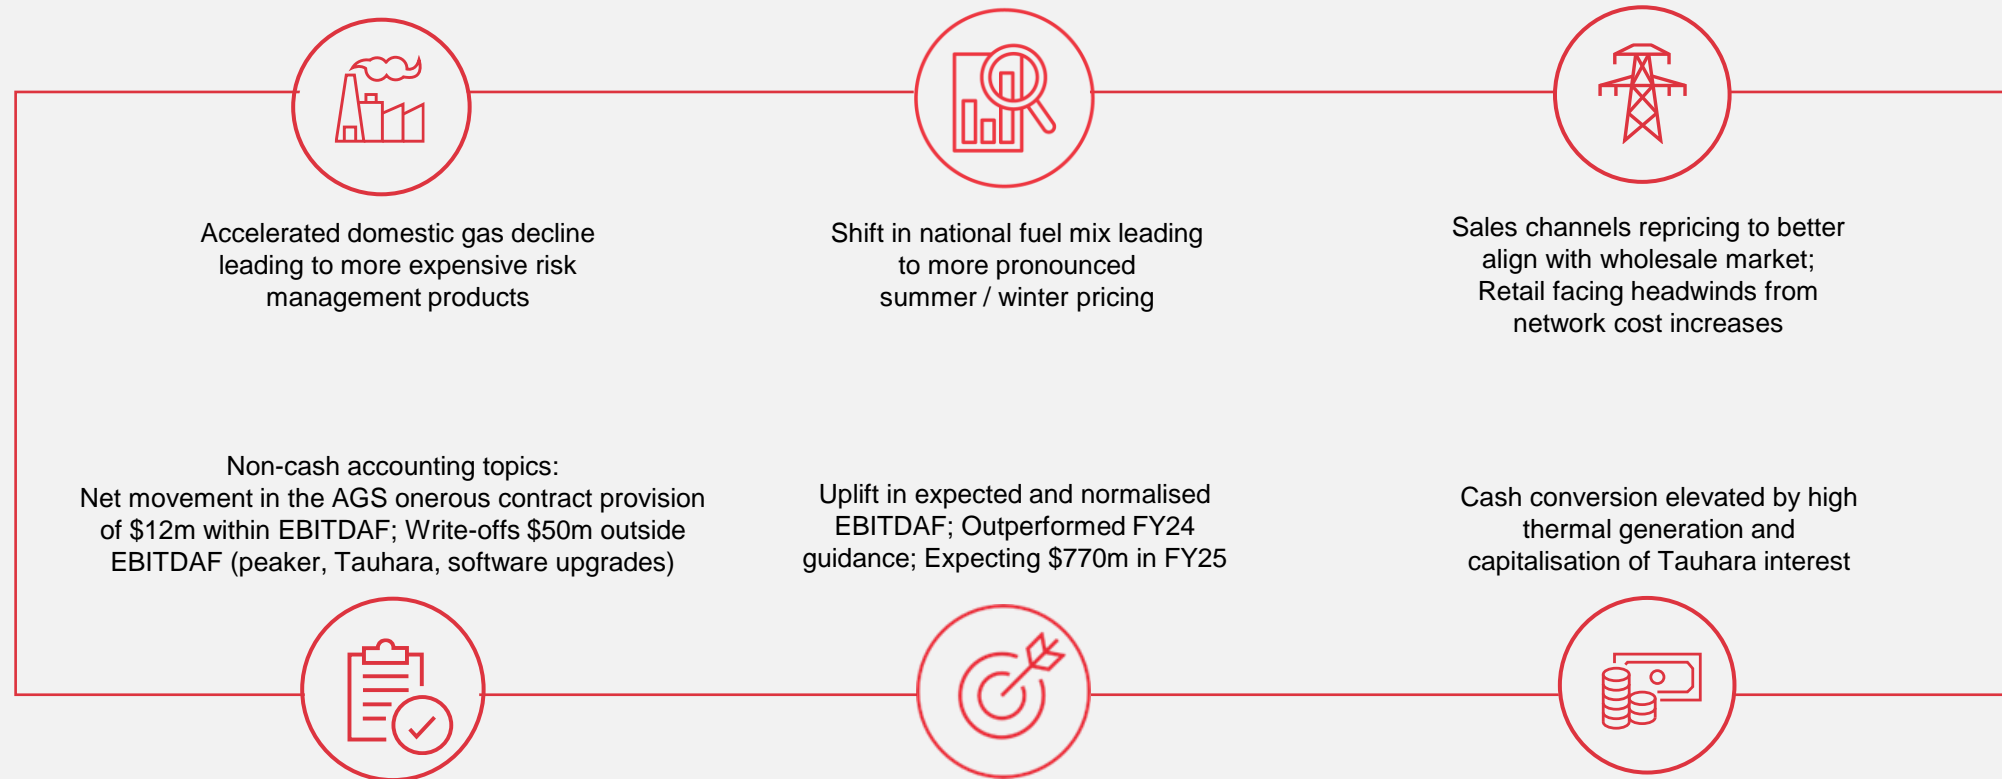 Accelerated domestic gas decline
leading to more expensive risk
management products
Shift in national fuel mix leading
to more pronounced
summer / winter pricing
Sales channels repricing to better
align with wholesale market;
Retail facing headwinds from
network cost increases
Non-cash accounting topics:
Net movement in the AGS onerous contract provision
of $12m within EBITDAF; Write-offs $50m outside
EBITDAF (peaker, Tauhara, software upgrades)
Uplift in expected and normalised
EBITDAF; Outperformed FY24
guidance; Expecting $770m in FY25
Cash conversion elevated by high
thermal generation and
capitalisation of Tauhara interest